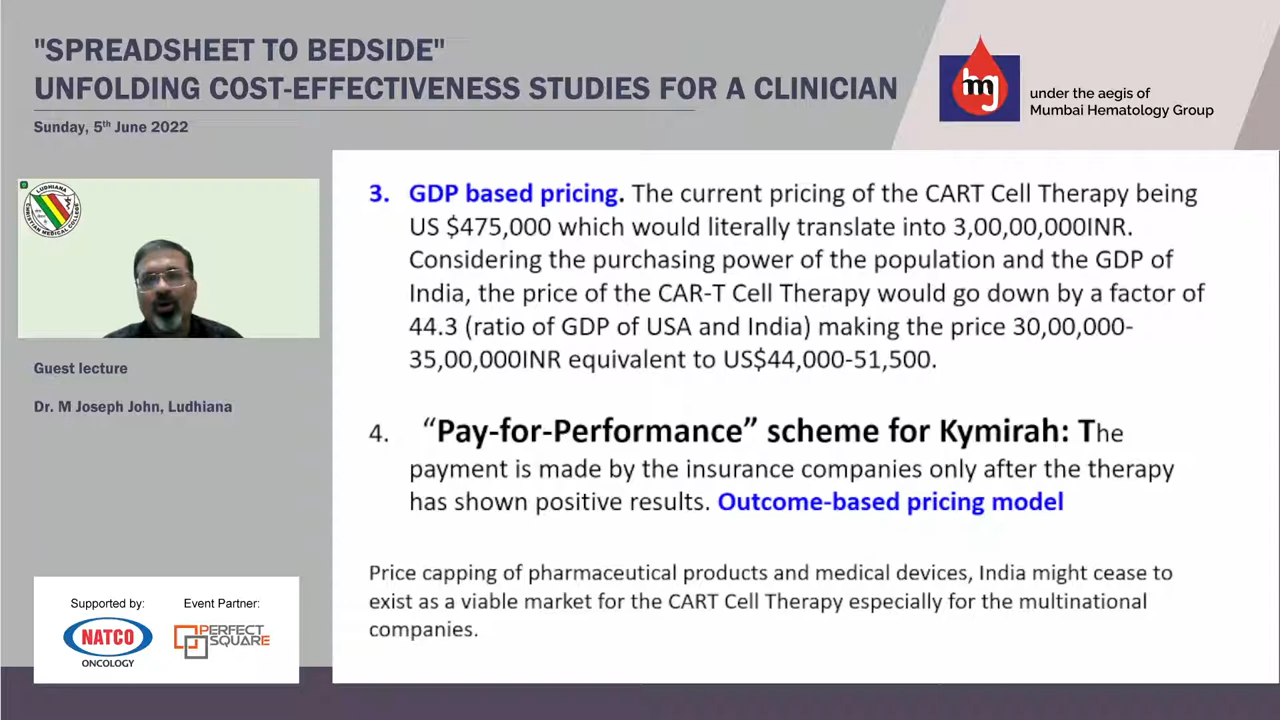 "SPREADSHEET TO BEDSIDE"
UNFOLDING COST-EFFECTIVENESS STUDIES FOR A CLINICIAN
Sunday, 5th June 2022
hmg
under the aegis of
Mumbai Hematology Group
LUDHIANA
CHRISTIAN MEDICAL COLLEGE
3. GDP based pricing. The current pricing of the CART Cell Therapy being
US $475,000 which would literally translate into 3,00,00,000INR.
Considering the purchasing power of the population and the GDP of
India, the price of the CAR-T Cell Therapy would go down by a factor of
44.3 (ratio of GDP of USA and India) making the price 30,00,000-
35,00,000INR equivalent to US$44,000-51,500.
4. “Pay-for-Performance” scheme for Kymirah: The
payment is made by the insurance companies only after the therapy
has shown positive results. Outcome-based pricing model
Price capping of pharmaceutical products and medical devices, India might cease to
exist as a viable market for the CART Cell Therapy especially for the multinational
companies.
Guest lecture
Dr. M Joseph John, Ludhiana
Supported by:
NATCO
ONCOLOGY
Event Partner:
PERFECT
SQUARE